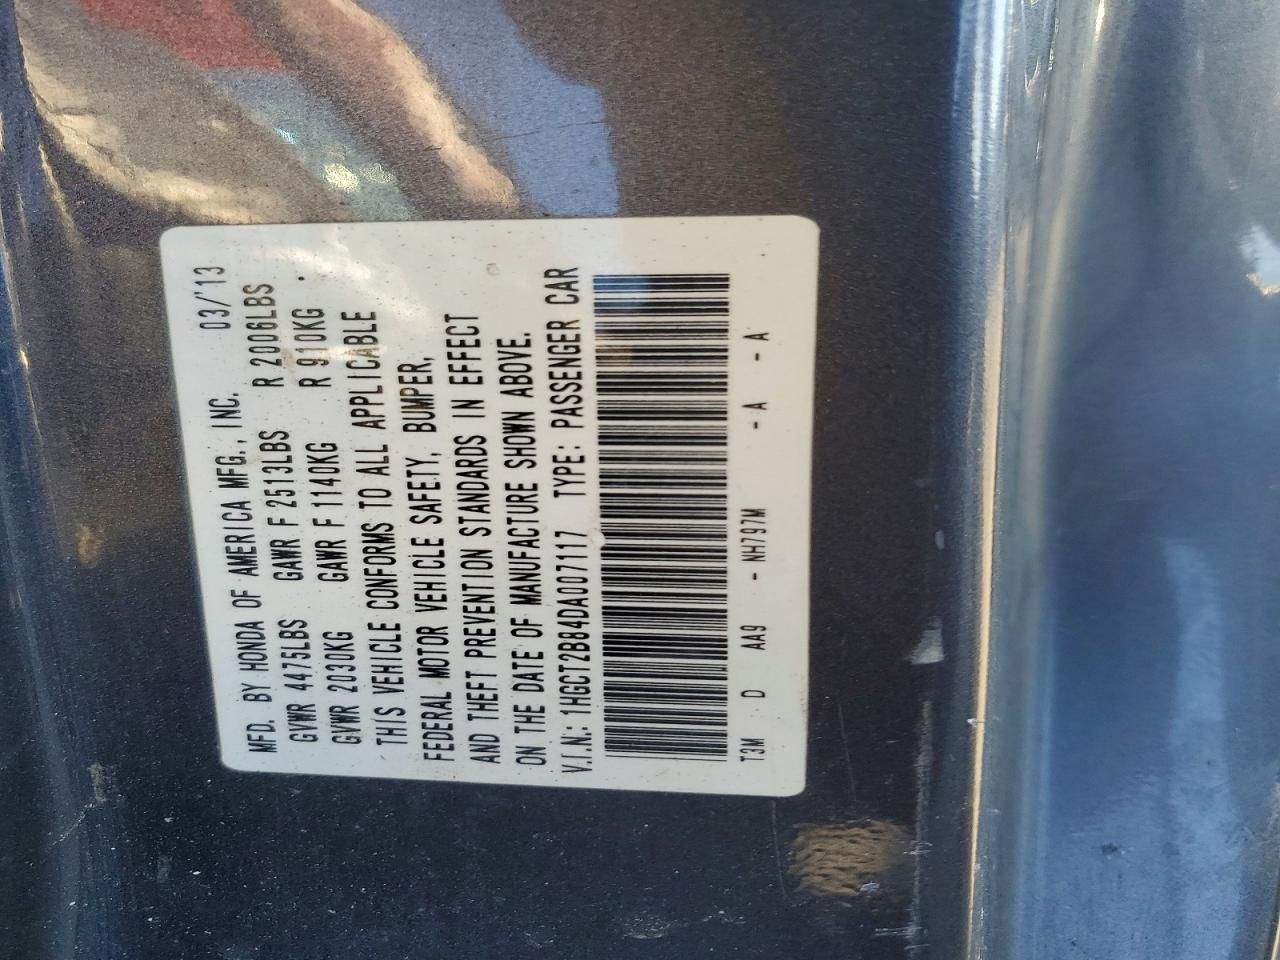 MFD. BY HONDA OF AMERICA MFG., INC. 03/'13
GVWR 4475LBS GAWR F 2513LBS R 2006LBS
GVWR 2030KG GAWR F 1140KG R 910KG .
THIS VEHICLE CONFORMS TO ALL APPLICABLE
FEDERAL MOTOR VEHICLE SAFETY, BUMPER,
AND THEFT PREVENTION STANDARDS IN EFFECT
ON THE DATE OF MANUFACTURE SHOWN ABOVE.
V.I.N.: 1HGCT2B84DA007117 TYPE: PASSENGER CAR
T3M D AA9 - NH797M - A - A